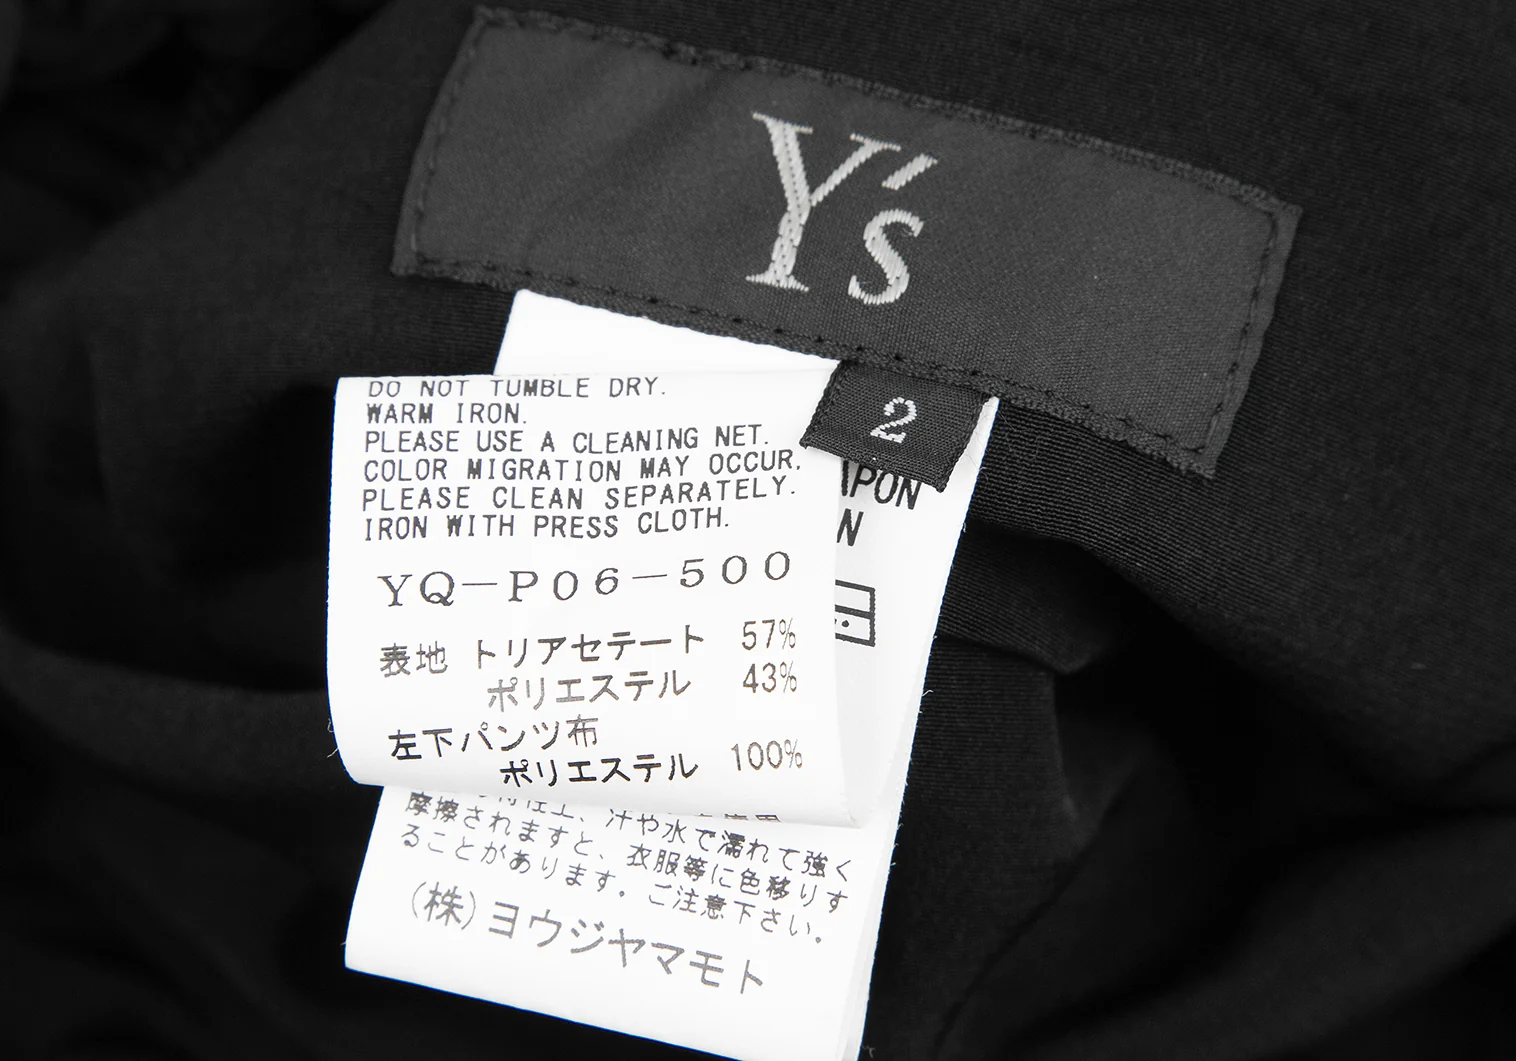 Y's
2
DO NOT TUMBLE DRY.
WARM IRON.
PLEASE USE A CLEANING NET.
COLOR MIGRATION MAY OCCUR.
PLEASE CLEAN SEPARATELY.
IRON WITH PRESS CLOTH.
YQ-P06-500
表地 トリアセテート 57%
ポリエステル 43%
左下パンツ布
ポリエステル 100%
APON
N
汗や水で濡れて強く
摩擦されますと、衣服等に色移りす
ることがあります。ご注意下さい。
(株)ヨウジヤマモト